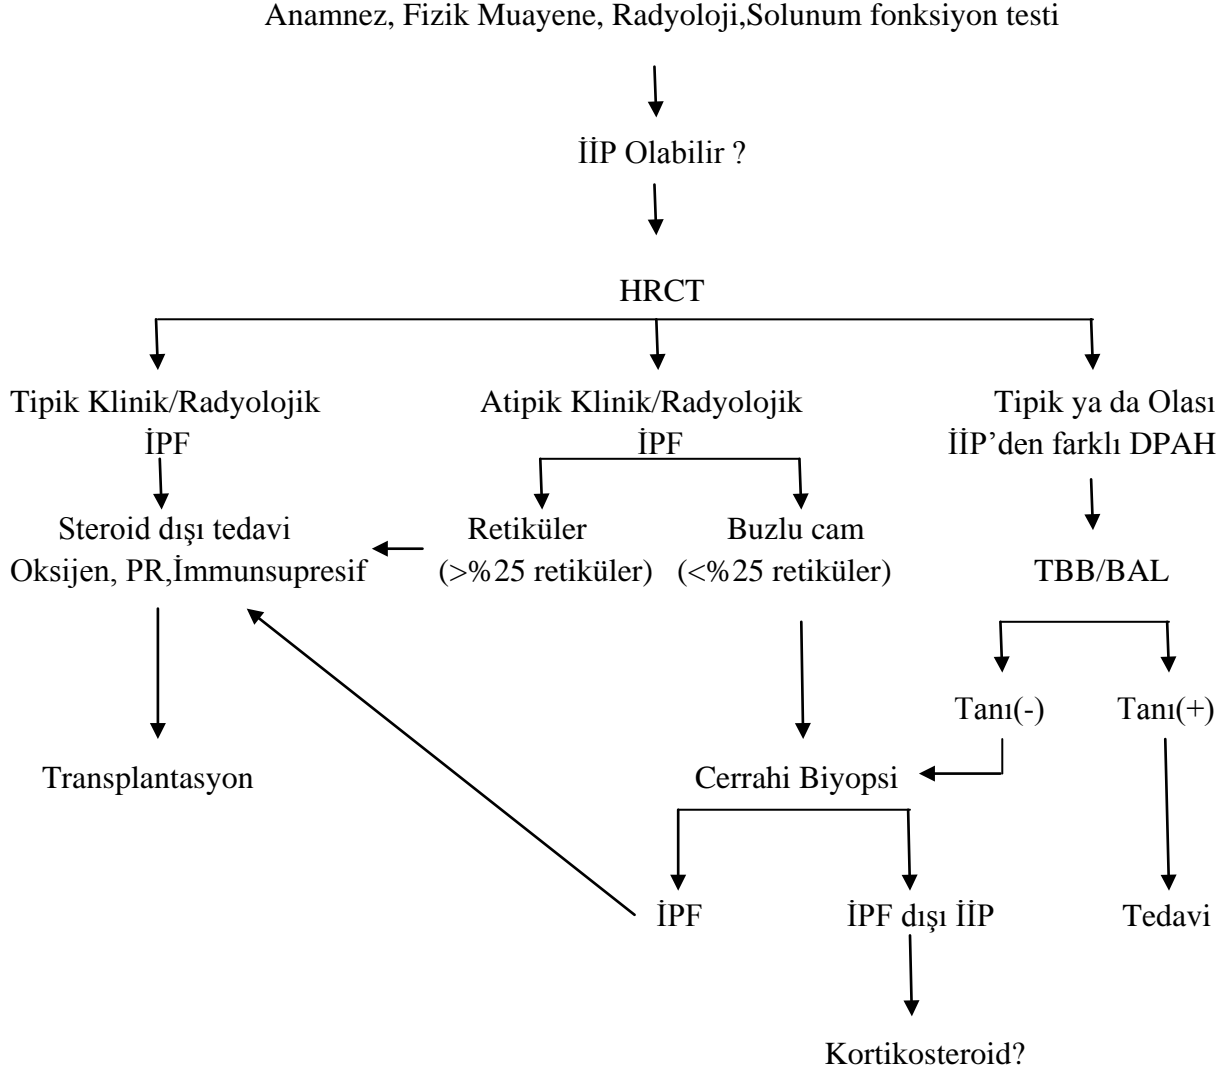 Anamnez, Fizik Muayene, Radyoloji,Solunum fonksiyon testi
İİP Olabilir ?
HRCT
Tipik Klinik/Radyolojik
İPF
Atipik Klinik/Radyolojik
İPF
Tipik ya da Olası
İİP’den farklı DPAH
Steroid dışı tedavi
Oksijen, PR,İmmunsupresif
Retiküler
(>%25 retiküler)
Buzlu cam
(<%25 retiküler)
TBB/BAL
Tanı(-)
Tanı(+)
Transplantasyon
Cerrahi Biyopsi
İPF
İPF dışı İİP
Tedavi
Kortikosteroid?